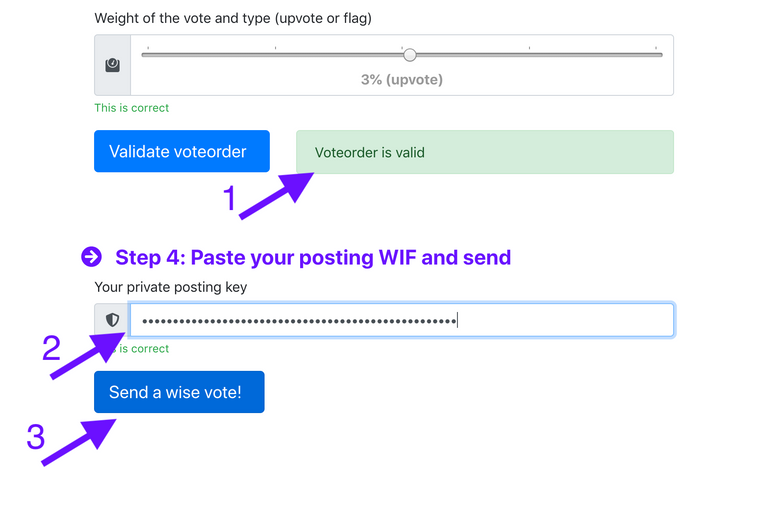 Weight of the vote and type (upvote or flag)
3% (upvote)
This is correct
Validate voteorder
Voteorder is valid
1
Step 4: Paste your posting WIF and send
Your private posting key
2
is correct
Send a wise vote!
3